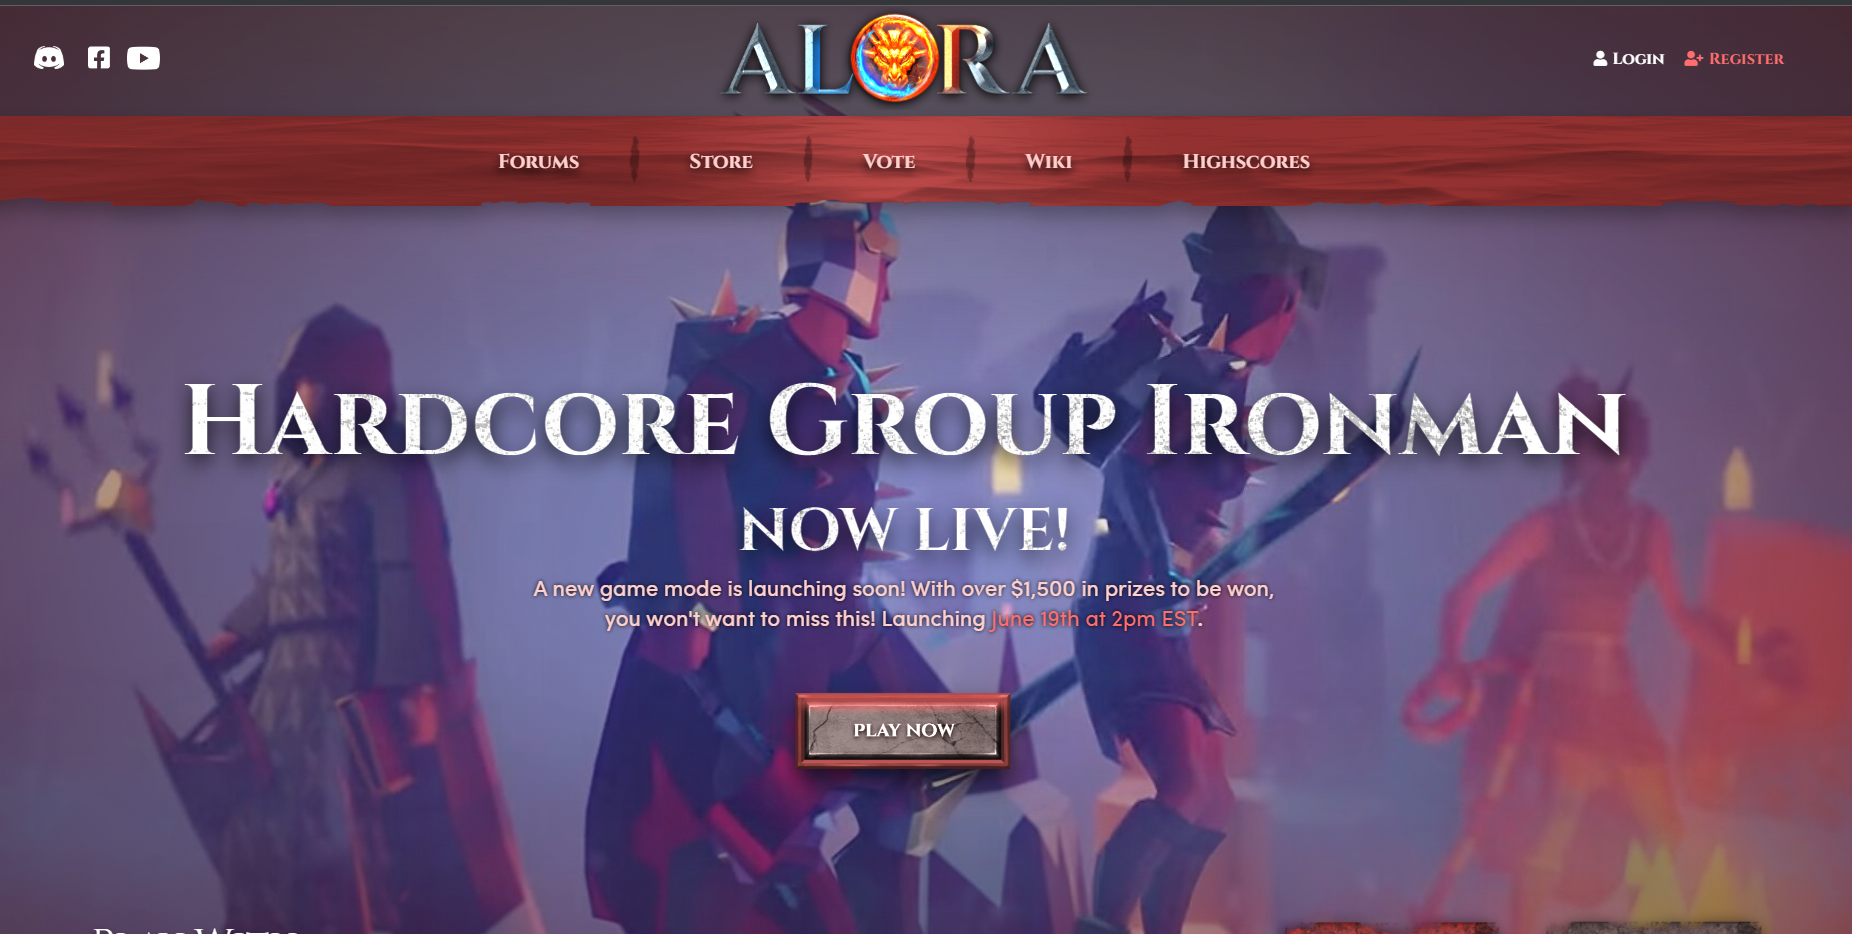 ALORA
Login
Register
Forums
Store
Vote
Wiki
Highscores
Hardcore Group Ironman
NOW LIVE!
A new game mode is launching soon! With over $1,500 in prizes to be won,
you won't want to miss this! Launching June 19th at 2pm EST.
PLAY NOW